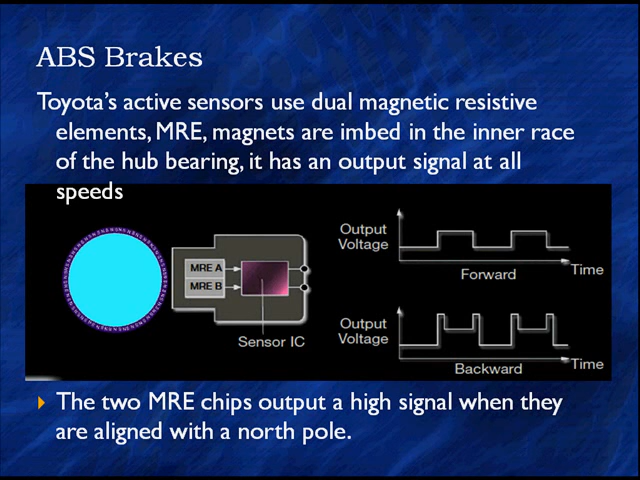 ABS Brakes
Toyota's active sensors use dual magnetic resistive
elements, MRE, magnets are imbed in the inner race
of the hub bearing, it has an output signal at all
speeds
MRE A
MRE B
Sensor IC
Output
Voltage
Forward
Time
Output
Voltage
Backward
Time
The two MRE chips output a high signal when they
are aligned with a north pole.